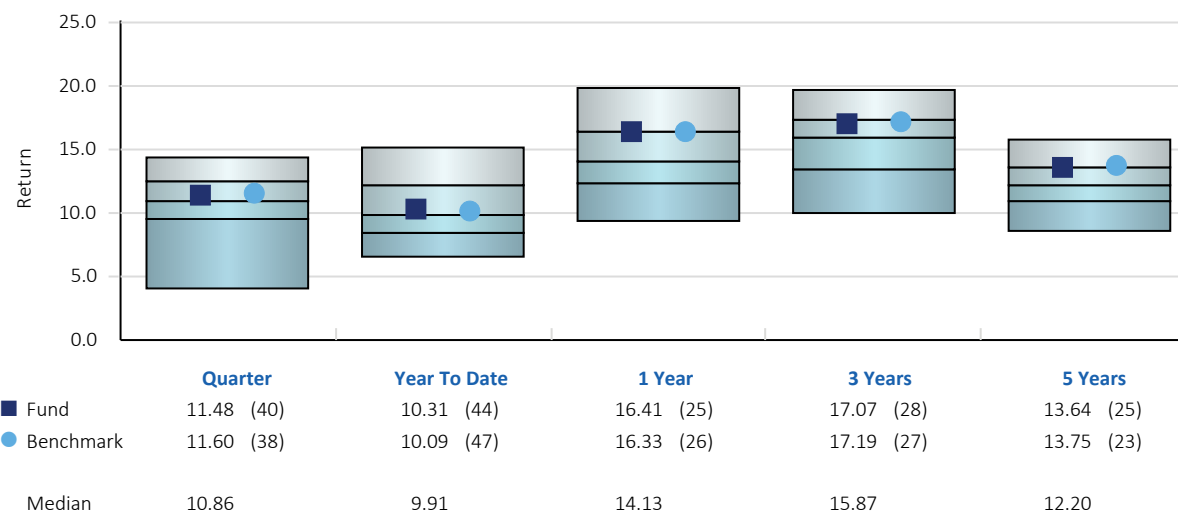 25.0
20.0
15.0
10.0
5.0
0.0
Return
Quarter Year To Date 1 Year 3 Years 5 Years
Fund 11.48 (40) 10.31 (44) 16.41 (25) 17.07 (28) 13.64 (25)
Benchmark 11.60 (38) 10.09 (47) 16.33 (26) 17.19 (27) 13.75 (23)
Median 10.86 9.91 14.13 15.87 12.20